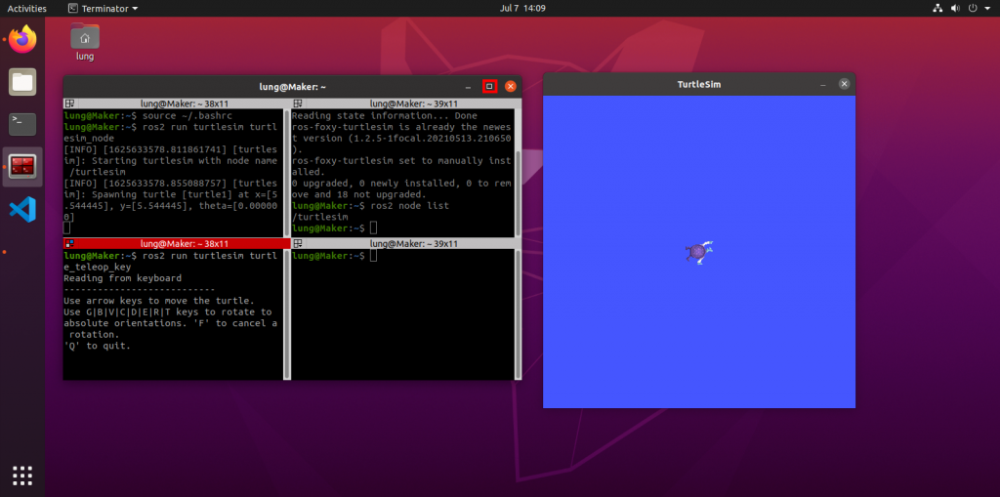 Activities
Terminator
Jul 7 14:09
lung
lung@Maker: ~
lung@Maker: ~ 38x11
lung@Maker:~$ source ~/.bashrc
lung@Maker:~$ ros2 run turtlesim turtl
esim_node
[INFO] [1625633578.811861741] [turtles
im]: Starting turtlesim with node name
/turtlesim
[INFO] [1625633578.855088757] [turtles
im]: Spawning turtle [turtle1] at x=[5
.544445], y=[5.544445], theta=[0.00000
0]
lung@Maker: ~ 39x11
Reading state information... Done
ros-foxy-turtlesim is already the newes
t version (1.2.5-1focal.20210513.210650
).
ros-foxy-turtlesim set to manually inst
alled.
0 upgraded, 0 newly installed, 0 to rem
ove and 18 not upgraded.
lung@Maker:~$ ros2 node list
/turtlesim
lung@Maker:~$
lung@Maker: ~ 38x11
lung@Maker:~$ ros2 run turtlesim turtl
e_teleop_key
Reading from keyboard
---------------------------
Use arrow keys to move the turtle.
Use G|B|V|C|D|E|R|T keys to rotate to
absolute orientations. 'F' to cancel a
rotation.
'Q' to quit.
lung@Maker: ~ 39x11
lung@Maker:~$
TurtleSim